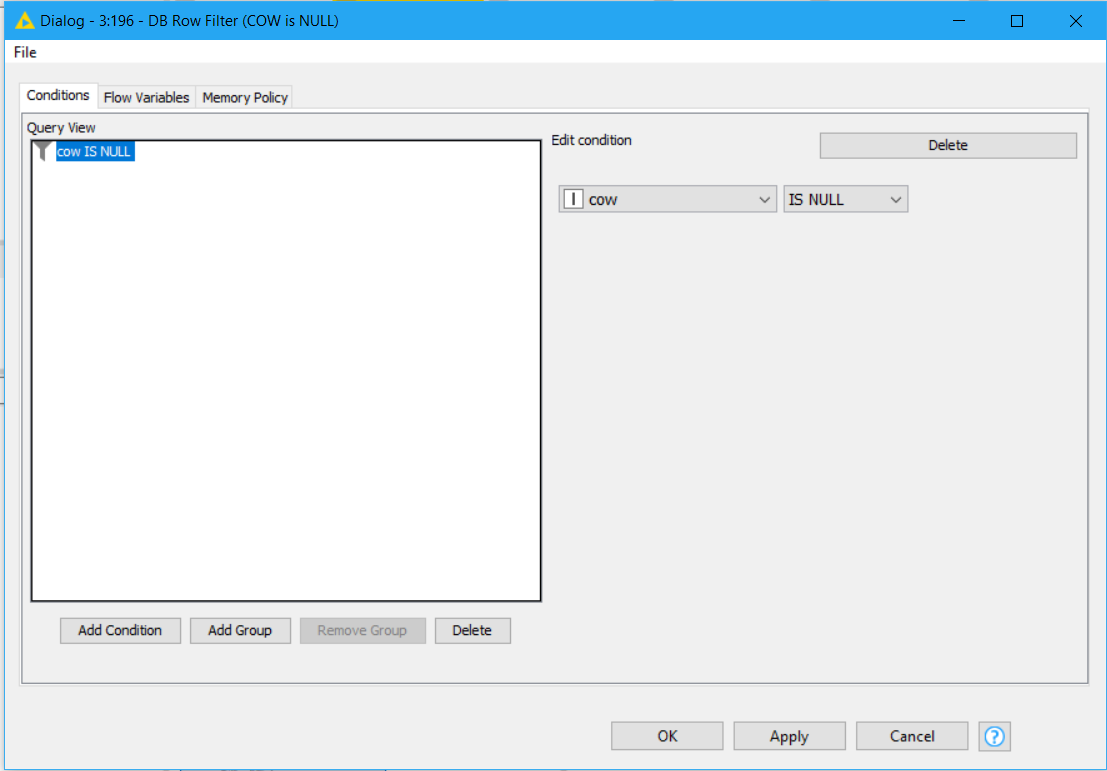 Dialog - 3:196 - DB Row Filter (COW is NULL)
File
Conditions Flow Variables Memory Policy
Query View
cow IS NULL
Edit condition
Delete
I cow IS NULL
Add Condition Add Group Remove Group Delete
OK Apply Cancel ?